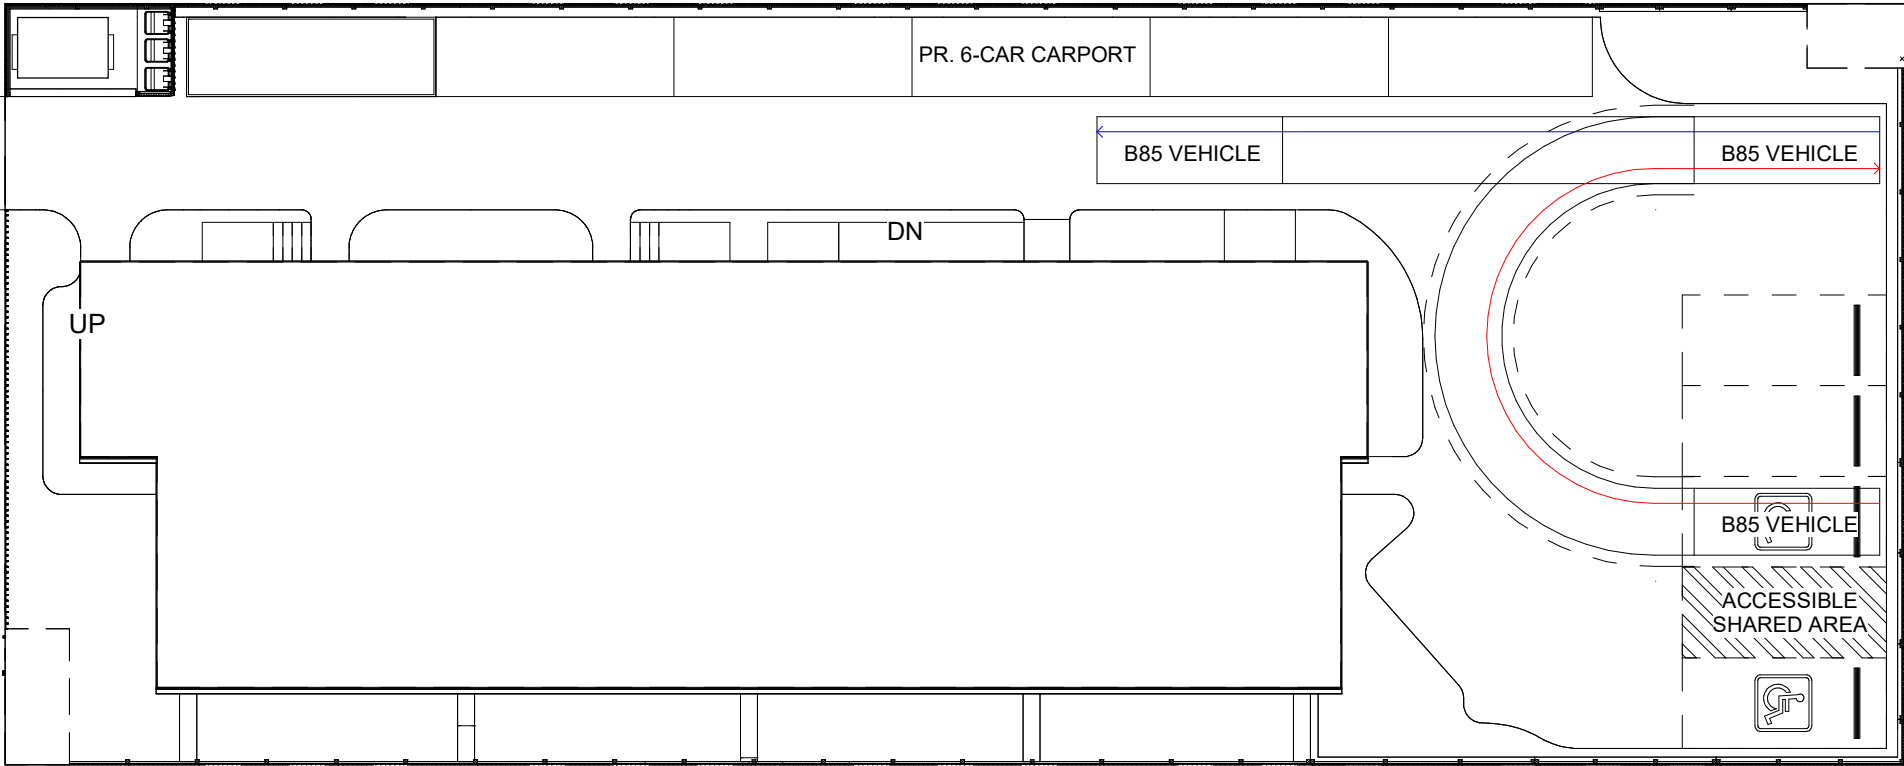 PR. 6-CAR CARPORT
B85 VEHICLE
B85 VEHICLE
DN
UP
B85 VEHICLE
ACCESSIBLE
SHARED AREA